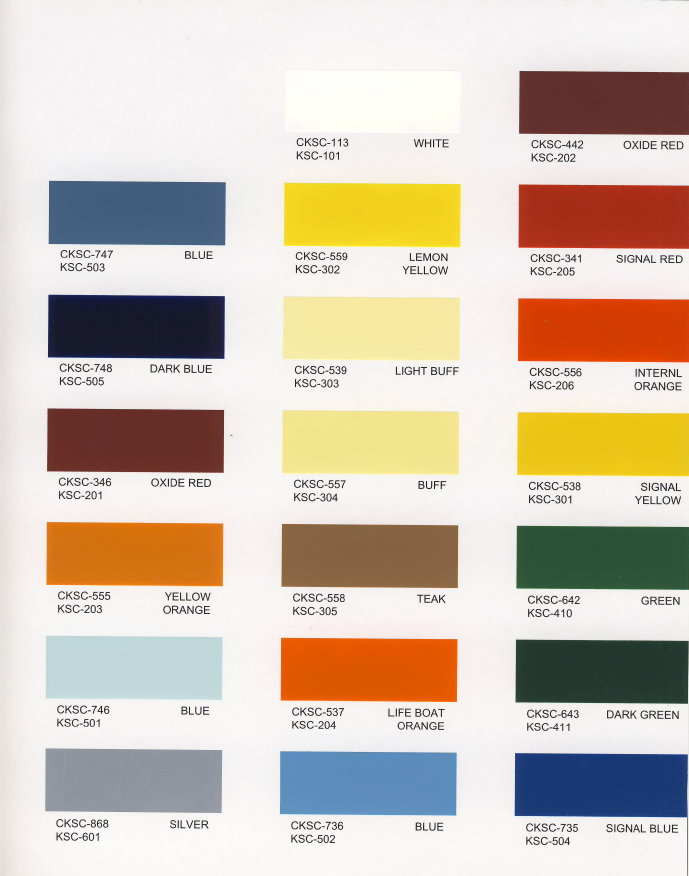 CKSC-113 WHITE
KSC-101
CKSC-442 OXIDE RED
KSC-202
CKSC-747 BLUE
KSC-503
CKSC-559 LEMON
KSC-302 YELLOW
CKSC-341 SIGNAL RED
KSC-205
CKSC-748 DARK BLUE
KSC-505
CKSC-539 LIGHT BUFF
KSC-303
CKSC-556 INTERNL
KSC-206 ORANGE
CKSC-346 OXIDE RED
KSC-201
CKSC-557 BUFF
KSC-304
CKSC-538 SIGNAL
KSC-301 YELLOW
CKSC-555 YELLOW
KSC-203 ORANGE
CKSC-558 TEAK
KSC-305
CKSC-642 GREEN
KSC-410
CKSC-746 BLUE
KSC-501
CKSC-537 LIFE BOAT
KSC-204 ORANGE
CKSC-643 DARK GREEN
KSC-411
CKSC-868 SILVER
KSC-601
CKSC-736 BLUE
KSC-502
CKSC-735 SIGNAL BLUE
KSC-504